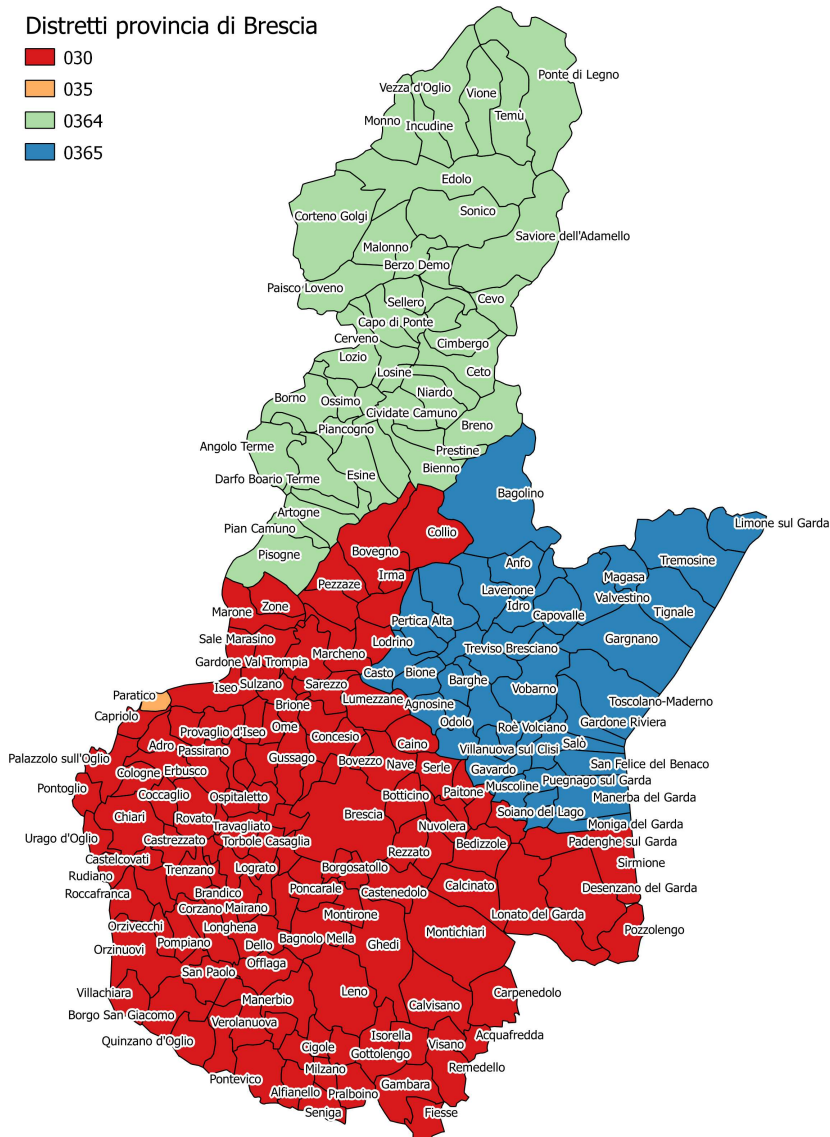 Distretti provincia di Brescia
030
035
0364
0365
Ponte di Legno
Vezza d'Oglio
Vione
Temù
Monno
Incudine
Edolo
Sonico
Corteno Golgi
Saviore dell'Adamello
Malonno
Berzo Demo
Paisco Loveno
Cevo
Sellero
Capo di Ponte
Cerveno
Cimbergo
Lozio
Losine
Ceto
Niardo
Borno
Ossimo
Cividate Camuno
Breno
Piancogno
Angolo Terme
Prestine
Bienno
Darfo Boario Terme
Esine
Bagolino
Artogne
Pian Camuno
Limone sul Garda
Collio
Pisogne
Bovegno
Tremosine
Anfo
Irma
Magasa
Pezzaze
Lavenone
Valvestino
Zone
Idro
Tignale
Marone
Capovalle
Pertica Alta
Sale Marasino
Lodrino
Gargnano
Treviso Bresciano
Marcheno
Gardone Val Trompia
Casto
Bione
Barghe
Iseo
Sulzano
Sarezzo
Vobarno
Paratico
Lumezzane
Toscolano-Maderno
Brione
Agnosine
Capriolo
Odolo
Gardone Riviera
Ome
Roè Volciano
Provaglio d'Iseo
Concesio
Adro
Caino
Salò
Passirano
Villanuova sul Clisi
Palazzolo sull'Oglio
Gussago
Bovezzo
Nave
Serle
San Felice del Benaco
Cologne
Erbusco
Gavardo
Puegnago sul Garda
Pontoglio
Muscoline
Coccaglio
Ospitaletto
Botticino
Paitone
Manerba del Garda
Chiari
Rovato
Brescia
Soiano del Lago
Travagliato
Nuvolera
Moniga del Garda
Urago d'Oglio
Castrezzato
Torbole Casaglia
Bedizzole
Padenghe sul Garda
Rezzato
Castelcovati
Sirmione
Trenzano
Lograto
Borgosatollo
Rudiano
Calcinato
Desenzano del Garda
Roccafranca
Brandico
Poncarale
Castenedolo
Corzano
Mairano
Montirone
Lonato del Garda
Orzivecchi
Longhena
Pozzolengo
Montichiari
Bagnolo Mella
Pompiano
Dello
Ghedi
Orzinuovi
Offlaga
San Paolo
Villachiara
Leno
Carpenedolo
Manerbio
Calvisano
Borgo San Giacomo
Verolanuova
Acquafredda
Isorella
Quinzano d'Oglio
Visano
Cigole
Gottolengo
Milzano
Remedello
Pontevico
Gambara
Alfianello
Pralboino
Seniga
Fiesse